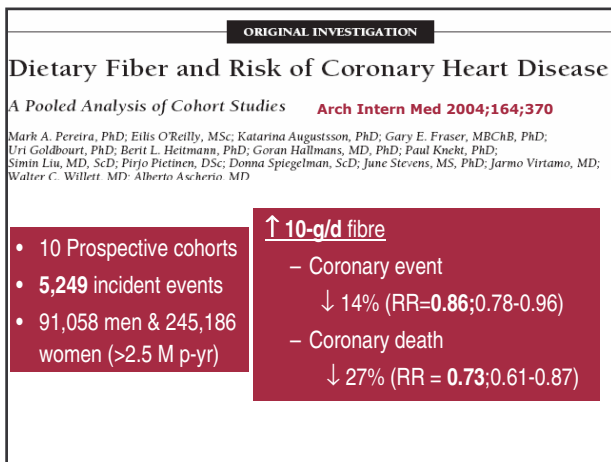 ORIGINAL INVESTIGATION
Dietary Fiber and Risk of Coronary Heart Disease
A Pooled Analysis of Cohort Studies Arch Intern Med 2004;164;370
Mark A. Pereira, PhD; Eilis O'Reilly, MSc; Katarina Augustsson, PhD; Gary E. Fraser, MBChB, PhD;
Uri Goldbourt, PhD; Berit L. Heitmann, PhD; Goran Hallmans, MD, PhD; Paul Knekt, PhD;
Simin Liu, MD, ScD; Pirjo Pietinen, DSc; Donna Spiegelman, ScD; June Stevens, MS, PhD; Jarmo Virtamo, MD;
Walter C. Willett, MD; Alberto Ascherio, MD
• 10 Prospective cohorts
• 5,249 incident events
• 91,058 men & 245,186
women (>2.5 M p-yr)
↑ 10-g/d fibre
– Coronary event
↓ 14% (RR=0.86;0.78-0.96)
– Coronary death
↓ 27% (RR = 0.73;0.61-0.87)